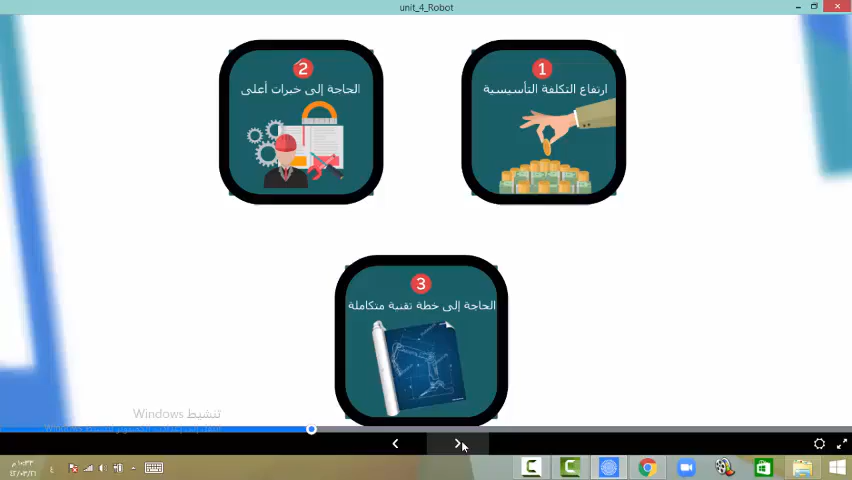 unit_4_Robot
1
ارتفاع التكلفة التأسيسية
2
الحاجة إلى خبرات أعلى
3
الحاجة إلى خطة تقنية متكاملة
تنشيط Windows
ع